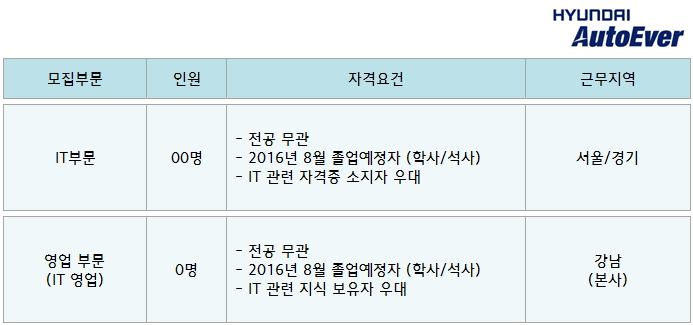 HYUNDAI
AutoEver
모집부문 인원 자격요건 근무지역
IT부문 00명 - 전공 무관
- 2016년 8월 졸업예정자 (학사/석사)
- IT 관련 자격증 소지자 우대 서울/경기
영업 부문
(IT 영업) 0명 - 전공 무관
- 2016년 8월 졸업예정자 (학사/석사)
- IT 관련 지식 보유자 우대 강남
(본사)